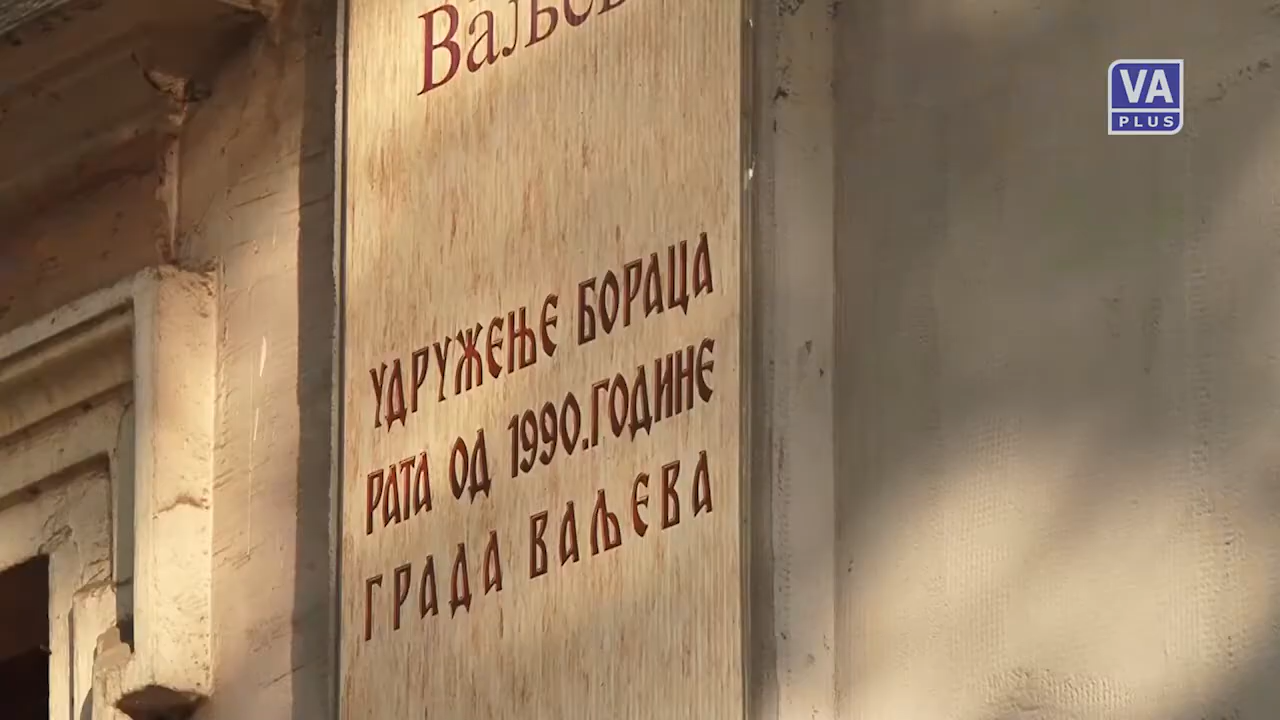 VA
PLUS
УДРУЖЕЊЕ БОРАЦА
РАТА ОД 1990.ГОДИНЕ
ГРАДА ВАЉЕВА